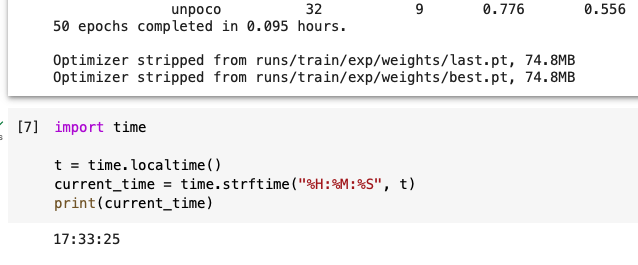 unpoco 32 9 0.776 0.556
50 epochs completed in 0.095 hours.
Optimizer stripped from runs/train/exp/weights/last.pt, 74.8MB
Optimizer stripped from runs/train/exp/weights/best.pt, 74.8MB
[7] import time
t = time.localtime()
current_time = time.strftime("%H:%M:%S", t)
print(current_time)
17:33:25